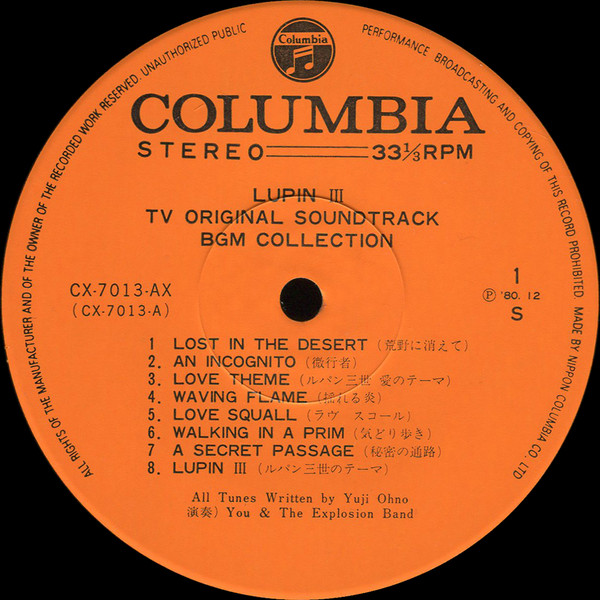 Columbia
ALL RIGHTS OF THE MANUFACTURER AND OF THE OWNER OF THE RECORDED WORK RESERVED. UNAUTHORIZED PUBLIC PERFORMANCE, BROADCASTING AND COPYING OF THIS RECORD PROHIBITED. MADE BY NIPPON COLUMBIA CO., LTD
COLUMBIA
STEREO 33 1/3 RPM
LUPIN III
TV ORIGINAL SOUNDTRACK
BGM COLLECTION
CX-7013-AX
(CX-7013-A)
1
Ⓟ '80. 12
S
1 LOST IN THE DESERT (荒野に消えて)
2. AN INCOGNITO (微行者)
3. LOVE THEME (ルパン三世 愛のテーマ)
4. WAVING FLAME (揺れる炎)
5. LOVE SQUALL (ラヴ スコール)
6. WALKING IN A PRIM (気どり歩き)
7 A SECRET PASSAGE (秘密の通路)
8. LUPIN III (ルパン三世のテーマ)
All Tunes Written by Yuji Ohno
演奏) You & The Explosion Band